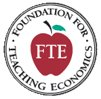 FOUNDATION FOR
TEACHING ECONOMICS
FTE